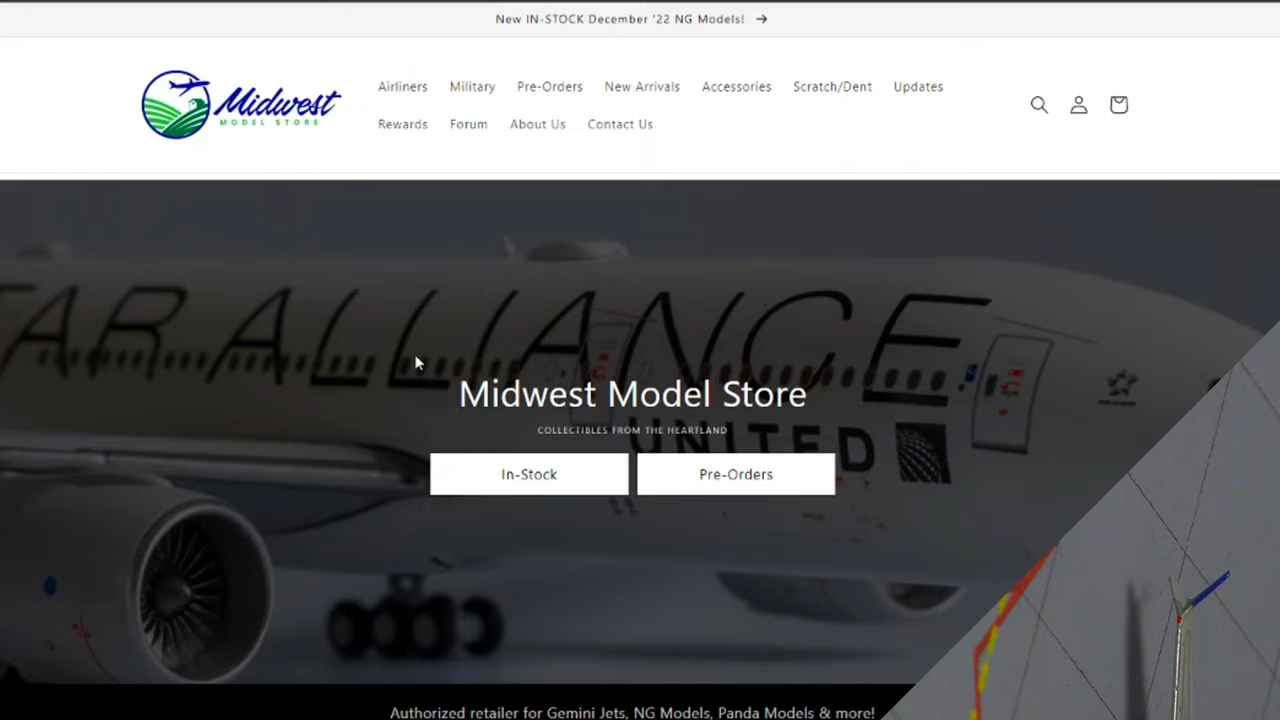 New IN-STOCK December '22 NG Models! →
Midwest
MODEL STORE
Airliners Military Pre-Orders New Arrivals Accessories Scratch/Dent Updates
Rewards Forum About Us Contact Us
TAR ALLIANCE
UNITED
Midwest Model Store
COLLECTIBLES FROM THE HEARTLAND
In-Stock Pre-Orders
Authorized retailer for Gemini Jets, NG Models, Panda Models & more!